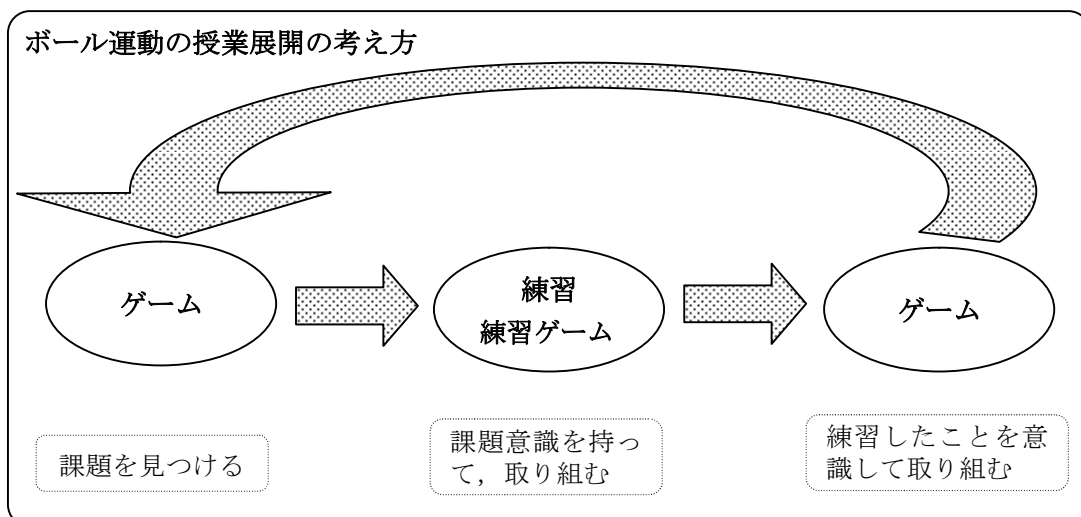 ボール運動の授業展開の考え方
ゲーム
練習
練習ゲーム
ゲーム
課題を見つける
課題意識を持っ
て，取り組む
練習したことを意
識して取り組む